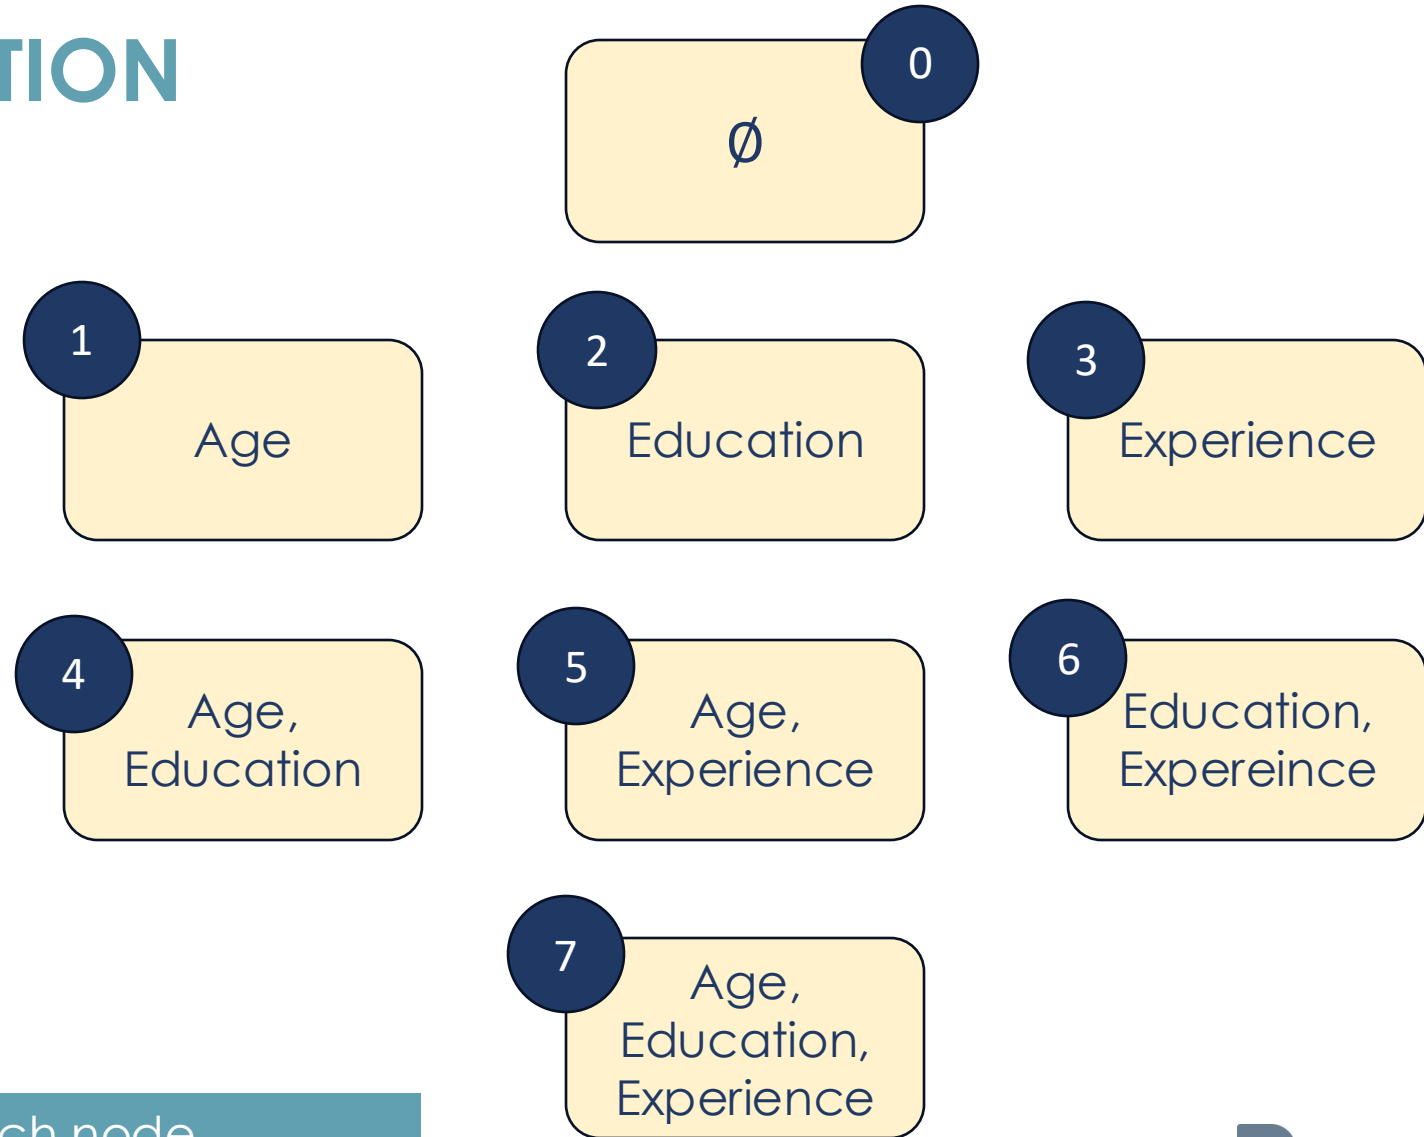 TION
0
Ø
1
Age
2
Education
3
Experience
4
Age,
Education
5
Age,
Experience
6
Education,
Expereince
7
Age,
Education,
Experience
node